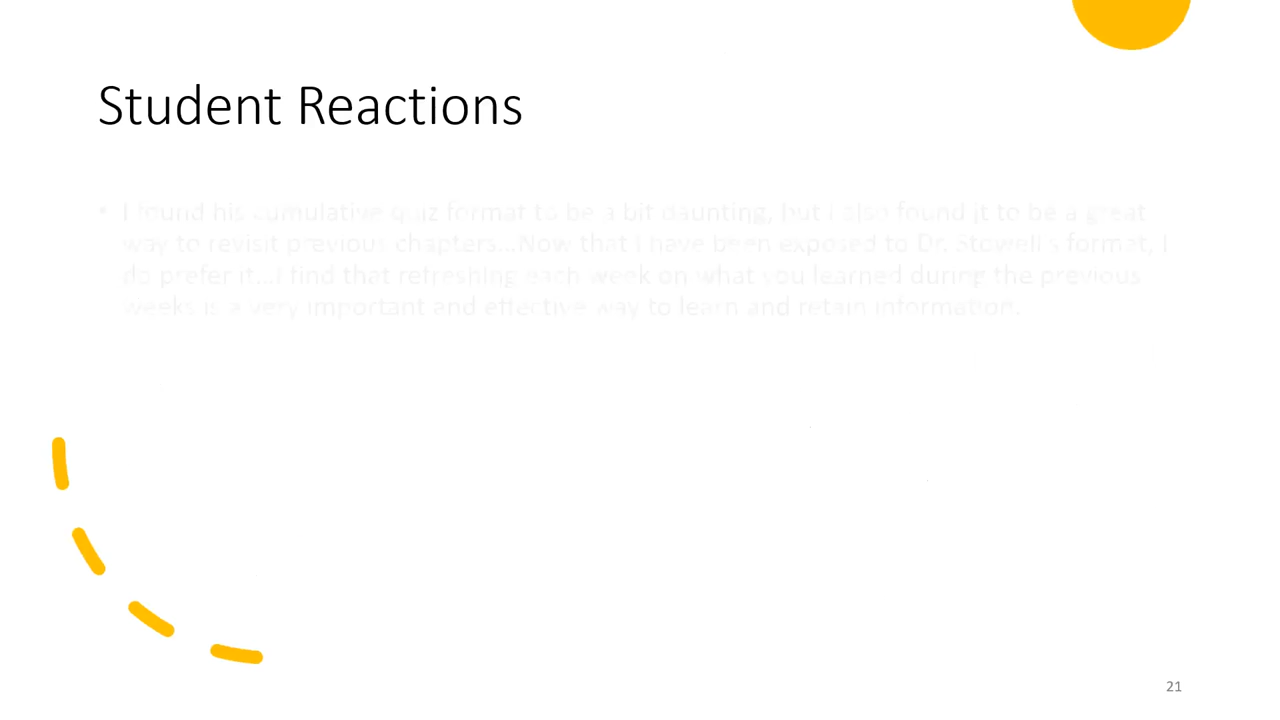 Student Reactions
• I found his cumulative quiz format to be a bit daunting, but I also found it to be a great
way to revisit previous chapters...Now that I have been exposed to Dr. Stowell's format, I
do prefer it...I find that refreshing each week on what you learned during the previous
weeks is a very important and effective way to learn and retain information.
21